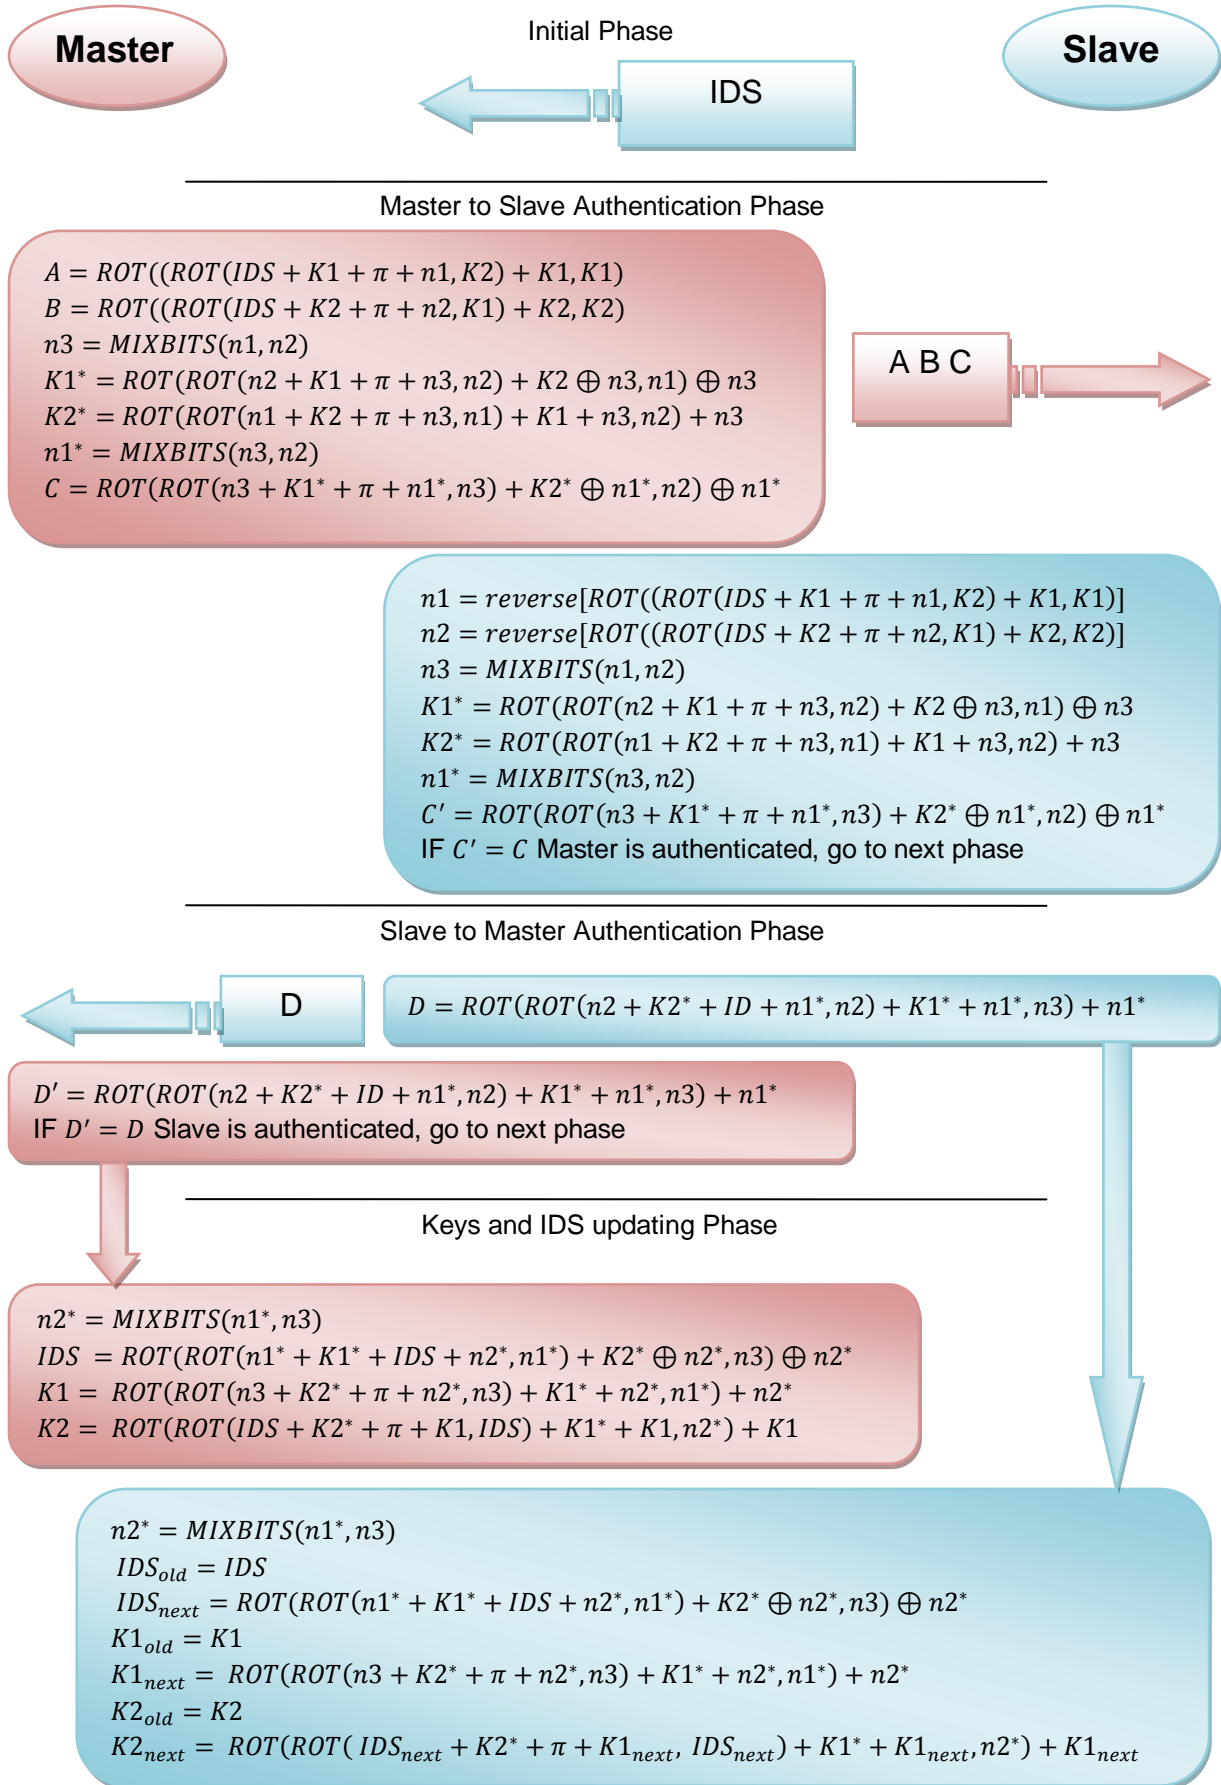 Master
Initial Phase
Slave
IDS
Master to Slave Authentication Phase
A = ROT((ROT(IDS + K1 + π + n1, K2) + K1, K1)
B = ROT((ROT(IDS + K2 + π + n2, K1) + K2, K2)
n3 = MIXBITS(n1, n2)
K1* = ROT(ROT(n2 + K1 + π + n3, n2) + K2 ⊕ n3, n1) ⊕ n3
K2* = ROT(ROT(n1 + K2 + π + n3, n1) + K1 + n3, n2) + n3
n1* = MIXBITS(n3, n2)
C = ROT(ROT(n3 + K1* + π + n1*, n3) + K2* ⊕ n1*, n2) ⊕ n1*
A B C
n1 = reverse[ROT((ROT(IDS + K1 + π + n1, K2) + K1, K1)]
n2 = reverse[ROT((ROT(IDS + K2 + π + n2, K1) + K2, K2)]
n3 = MIXBITS(n1, n2)
K1* = ROT(ROT(n2 + K1 + π + n3, n2) + K2 ⊕ n3, n1) ⊕ n3
K2* = ROT(ROT(n1 + K2 + π + n3, n1) + K1 + n3, n2) + n3
n1* = MIXBITS(n3, n2)
C′ = ROT(ROT(n3 + K1* + π + n1*, n3) + K2* ⊕ n1*, n2) ⊕ n1*
IF C′ = C Master is authenticated, go to next phase
Slave to Master Authentication Phase
D
D = ROT(ROT(n2 + K2* + ID + n1*, n2) + K1* + n1*, n3) + n1*
D′ = ROT(ROT(n2 + K2* + ID + n1*, n2) + K1* + n1*, n3) + n1*
IF D′ = D Slave is authenticated, go to next phase
Keys and IDS updating Phase
n2* = MIXBITS(n1*, n3)
IDS = ROT(ROT(n1* + K1* + IDS + n2*, n1*) + K2* ⊕ n2*, n3) ⊕ n2*
K1 = ROT(ROT(n3 + K2* + π + n2*, n3) + K1* + n2*, n1*) + n2*
K2 = ROT(ROT(IDS + K2* + π + K1, IDS) + K1* + K1, n2*) + K1
n2* = MIXBITS(n1*, n3)
IDS_old = IDS
IDS_next = ROT(ROT(n1* + K1* + IDS + n2*, n1*) + K2* ⊕ n2*, n3) ⊕ n2*
K1_old = K1
K1_next = ROT(ROT(n3 + K2* + π + n2*, n3) + K1* + n2*, n1*) + n2*
K2_old = K2
K2_next = ROT(ROT( IDS_next + K2* + π + K1_next, IDS_next) + K1* + K1_next, n2*) + K1_next